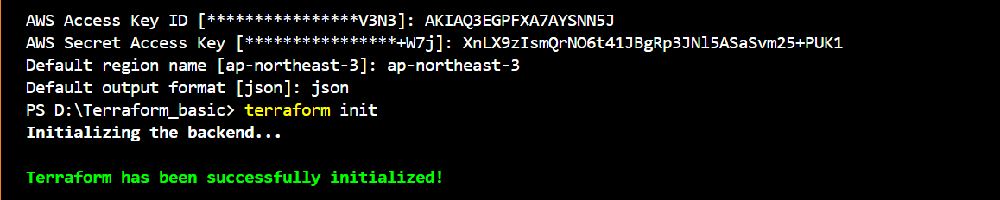 AWS Access Key ID [****************V3N3]: AKIAQ3EGPFXA7AYSNN5J
AWS Secret Access Key [****************+W7j]: 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
Default region name [ap-northeast-3]: ap-northeast-3
Default output format [json]: json
PS D:\Terraform_basic> terraform init
Initializing the backend...
Terraform has been successfully initialized!